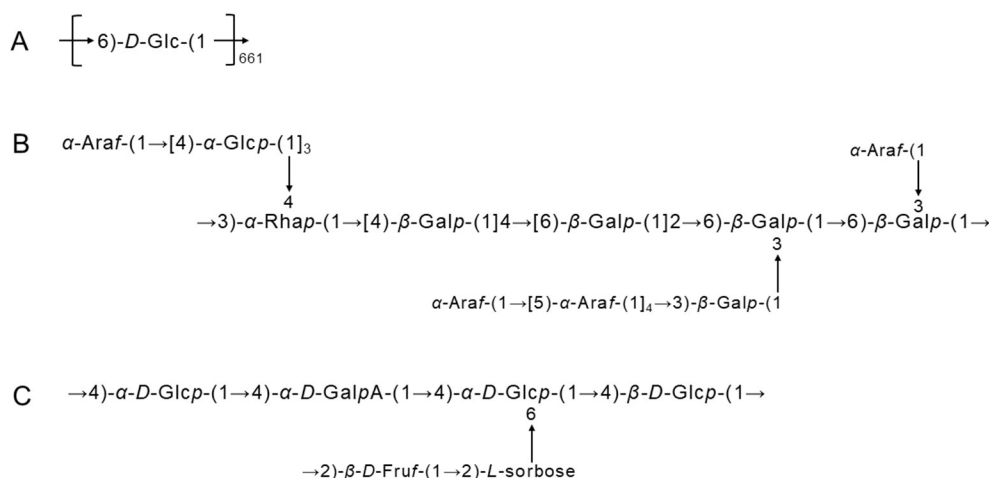 A
[→6)-D-Glc-(1→]661
B
α-Araf-(1→[4)-α-Glcp-(1]3
α-Araf-(1
4
3
→3)-α-Rhap-(1→[4)-β-Galp-(1]4→[6)-β-Galp-(1]2→6)-β-Galp-(1→6)-β-Galp-(1→
3
α-Araf-(1→[5)-α-Araf-(1]4→3)-β-Galp-(1
C
→4)-α-D-Glcp-(1→4)-α-D-GalpA-(1→4)-α-D-Glcp-(1→4)-β-D-Glcp-(1→
6
→2)-β-D-Fruf-(1→2)-L-sorbose